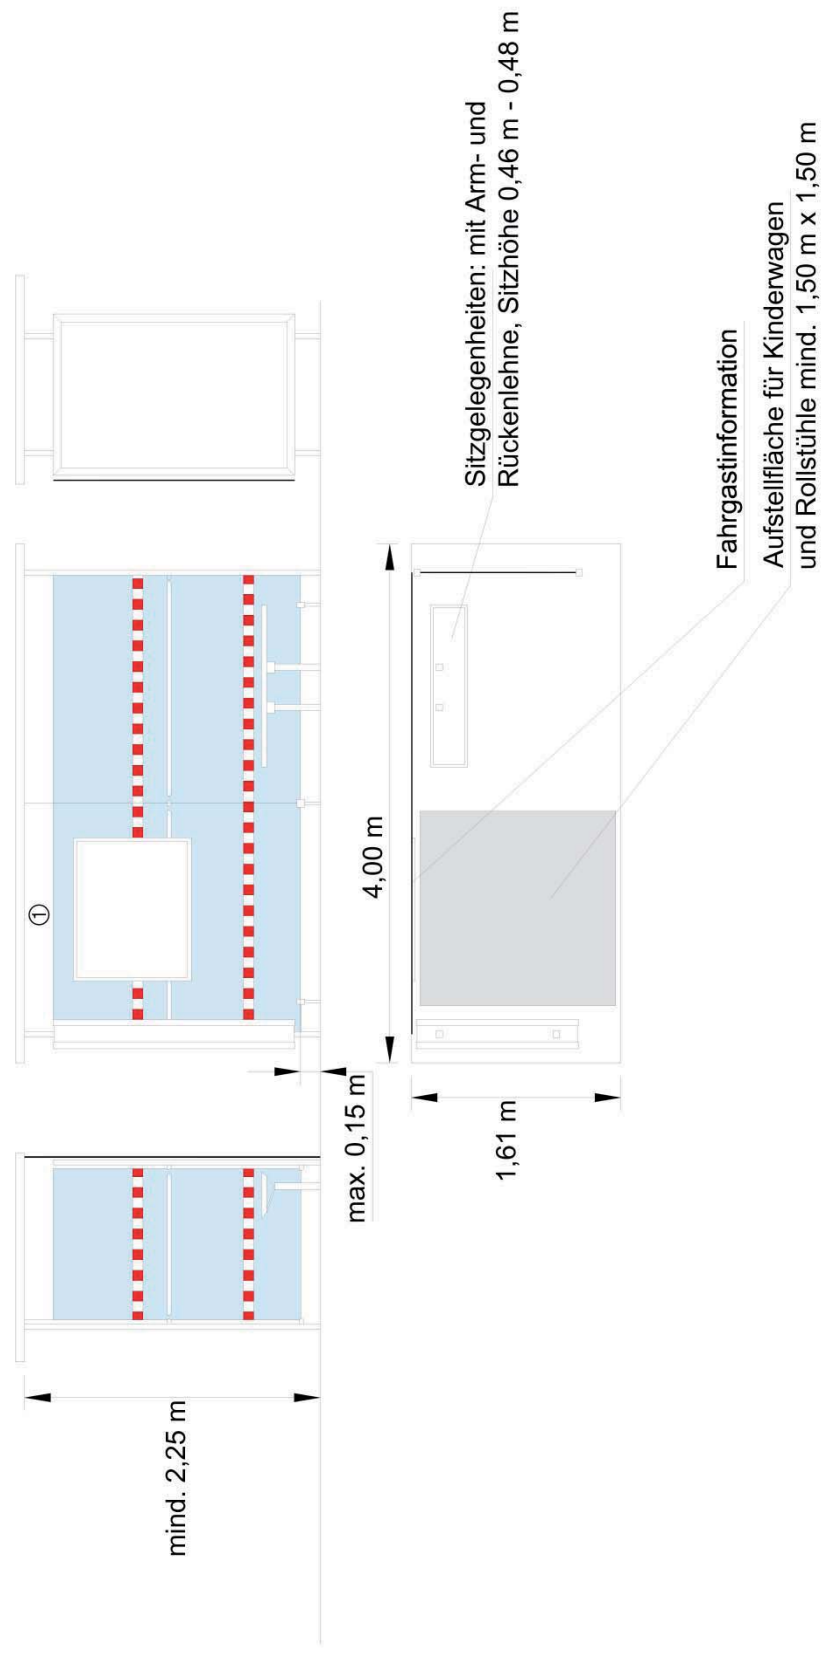 mind. 2,25 m
①
max. 0,15 m
4,00 m
1,61 m
Sitzgelegenheiten: mit Arm- und
Rückenlehne, Sitzhöhe 0,46 m - 0,48 m
Fahrgastinformation
Aufstellfläche für Kinderwagen
und Rollstühle mind. 1,50 m x 1,50 m